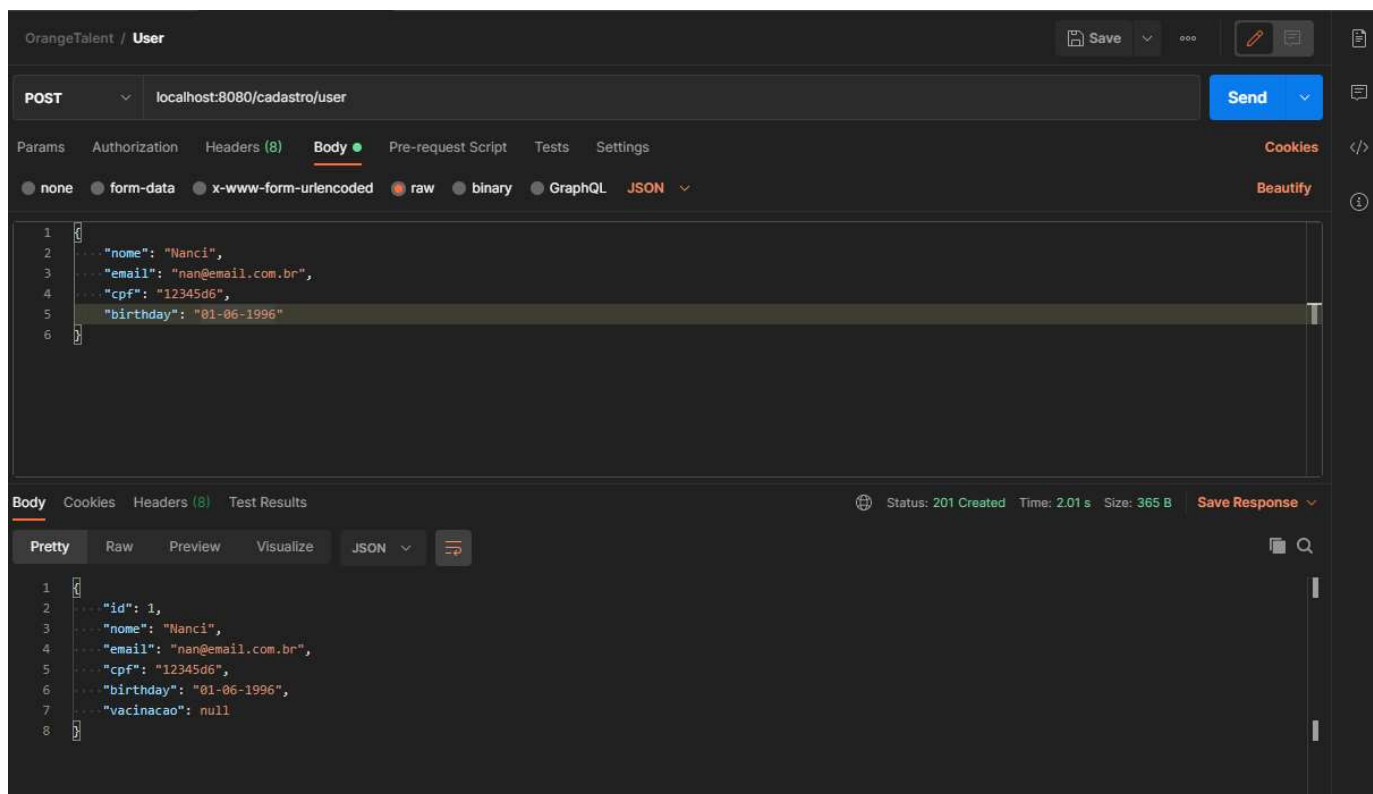 OrangeTalent / User Save
POST localhost:8080/cadastro/user Send
Params Authorization Headers (8) Body Pre-request Script Tests Settings Cookies
none form-data x-www-form-urlencoded raw binary GraphQL JSON Beautify
1 {
2 "nome": "Nanci",
3 "email": "nan@email.com.br",
4 "cpf": "12345d6",
5 "birthday": "01-06-1996"
6 }
Body Cookies Headers (8) Test Results Status: 201 Created Time: 2.01 s Size: 365 B Save Response
Pretty Raw Preview Visualize JSON
1 {
2 "id": 1,
3 "nome": "Nanci",
4 "email": "nan@email.com.br",
5 "cpf": "12345d6",
6 "birthday": "01-06-1996",
7 "vacinacao": null
8 }